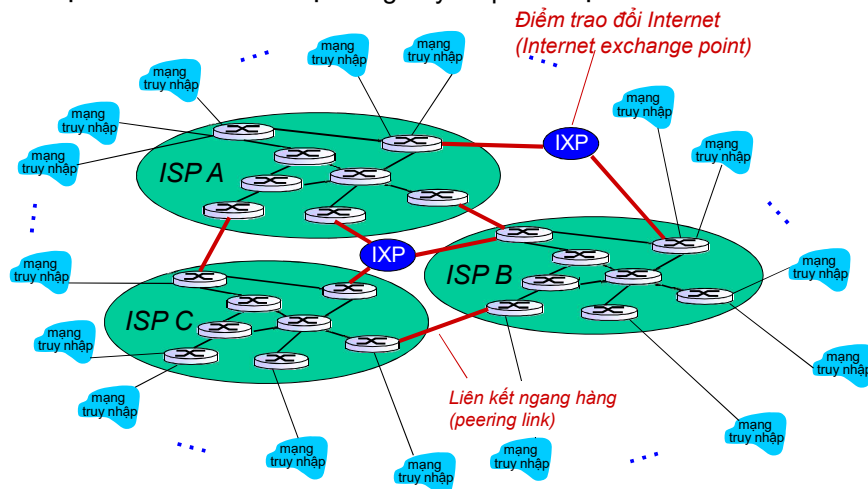 Điểm trao đổi Internet
(Internet exchange point)
mạng
truy nhập
mạng
truy nhập
mạng
truy nhập
mạng
truy nhập
mạng
truy nhập
mạng
truy nhập
mạng
truy nhập
IXP
mạng
truy nhập
ISP A
IXP
ISP B
mạng
truy nhập
mạng
truy nhập
ISP C
mạng
truy nhập
mạng
truy nhập
Liên kết ngang hàng
(peering link)
mạng
truy nhập
mạng
truy nhập
mạng
truy nhập
mạng
truy nhập
mạng
truy nhập